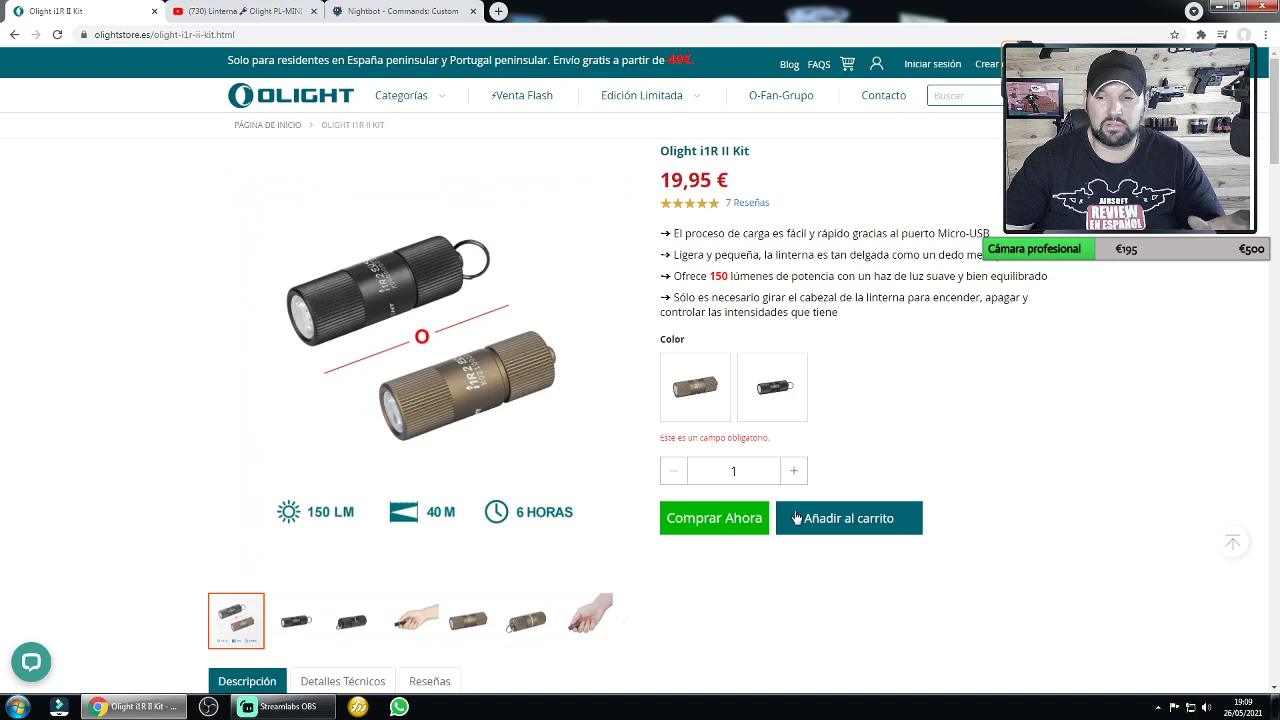 Olight i1R II Kit
(730) Linterna 🔎 Olight PL-MINI
Nightbot - Commands: Custom
olightstore.es/olight-i1r-ii-kit.html
Solo para residentes en España peninsular y Portugal peninsular. Envío gratis a partir de 49€.
Blog
FAQS
Iniciar sesión
Crear
OLIGHT
Categorías
⚡Venta Flash
Edición Limitada
O-Fan-Grupo
Contacto
Buscar
PÁGINA DE INICIO > OLIGHT I1R II KIT
Olight i1R II Kit
19,95 €
7 Reseñas
→ El proceso de carga es fácil y rápido gracias al puerto Micro-USB
→ Ligera y pequeña, la linterna es tan delgada como un dedo
→ Ofrece 150 lúmenes de potencia con un haz de luz suave y bien equilibrado
→ Sólo es necesario girar el cabezal de la linterna para encender, apagar y
controlar las intensidades que tiene
Color
Este es un campo obligatorio.
1
Comprar Ahora
Añadir al carrito
O
150 LM
40 M
6 HORAS
Descripción
Detalles Técnicos
Reseñas
AIRSOFT
REVIEW
EN ESPAÑOL
Cámara profesional
€195
€500
Olight i1R II Kit - ...
Streamlabs OBS
19:09
26/05/2021